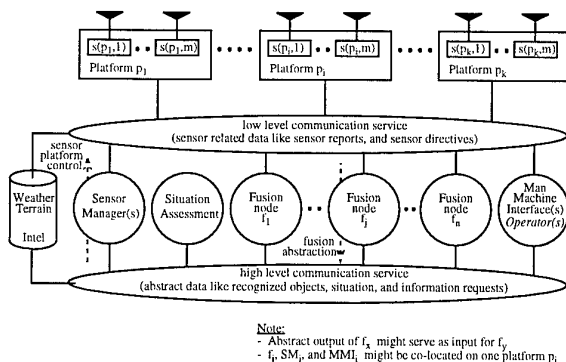 s(p1,1) •• s(p1,m) •••• s(pi,1) •• s(pi,m) •••• s(pk,1) •• s(pk,m)
Platform p1
Platform pi
Platform pk
low level communication service
(sensor related data like sensor reports, and sensor directives)
sensor
platform
control
Weather
Terrain
Intel
Sensor
Manager(s)
Situation
Assessment
Fusion
node
f1
Fusion
node
fj
Fusion
node
fn
Man
Machine
Interface(s)
Operator(s)
fusion
abstraction
high level communication service
(abstract data like recognized objects, situation, and information requests)
Note:
- Abstract output of fx might serve as input for fy
- fi, SMi, and MMIi might be co-located on one platform pi